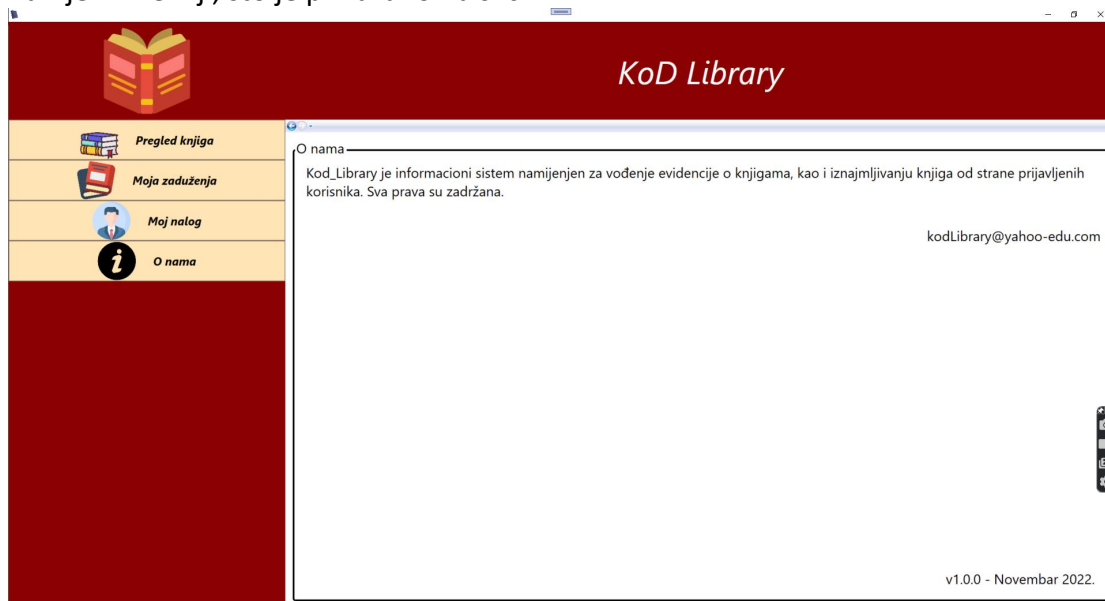 KoD Library
Pregled knjiga
Moja zaduženja
Moj nalog
O nama
O nama
Kod_Library je informacioni sistem namijenjen za vođenje evidencije o knjigama, kao i iznajmljivanju knjiga od strane prijavljenih
korisnika. Sva prava su zadržana.
kodLibrary@yahoo-edu.com
v1.0.0 - Novembar 2022.